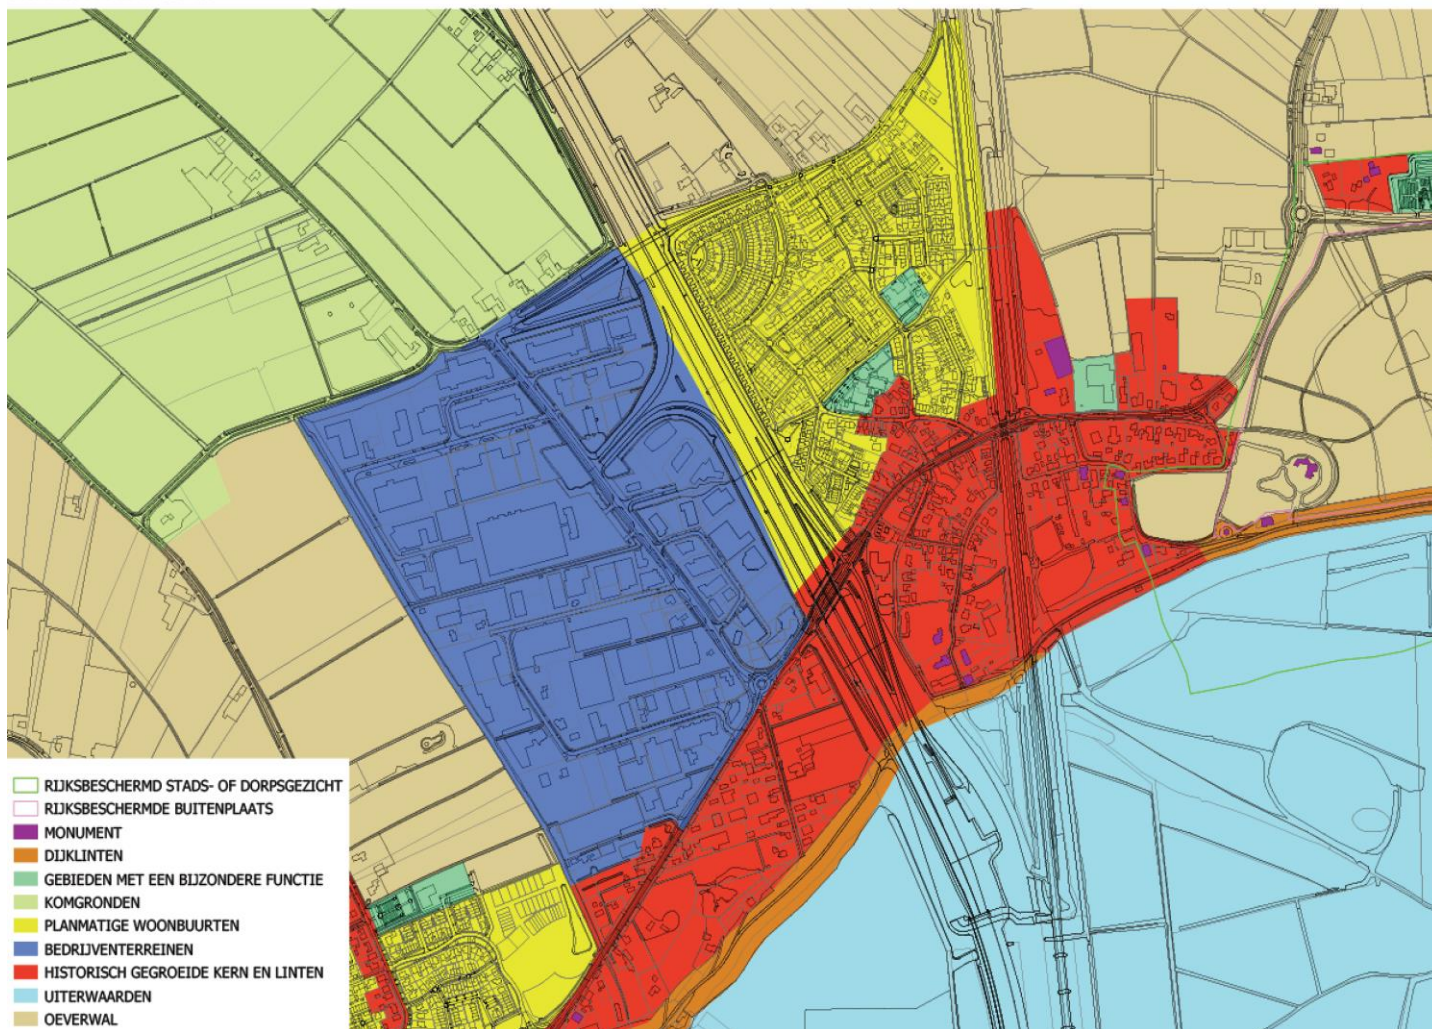 RIJKSBESCHERMD STADS- OF DORPSGEZICHT
RIJKSBESCHERMDE BUITENPLAATS
MONUMENT
DIJKLINTEN
GEBIEDEN MET EEN BIJZONDERE FUNCTIE
KOMGRONDEN
PLANMATIGE WOONBUURTEN
BEDRIJVENTERREINEN
HISTORISCH GEGROEIDE KERN EN LINTEN
UITERWAARDEN
OEVERWAL